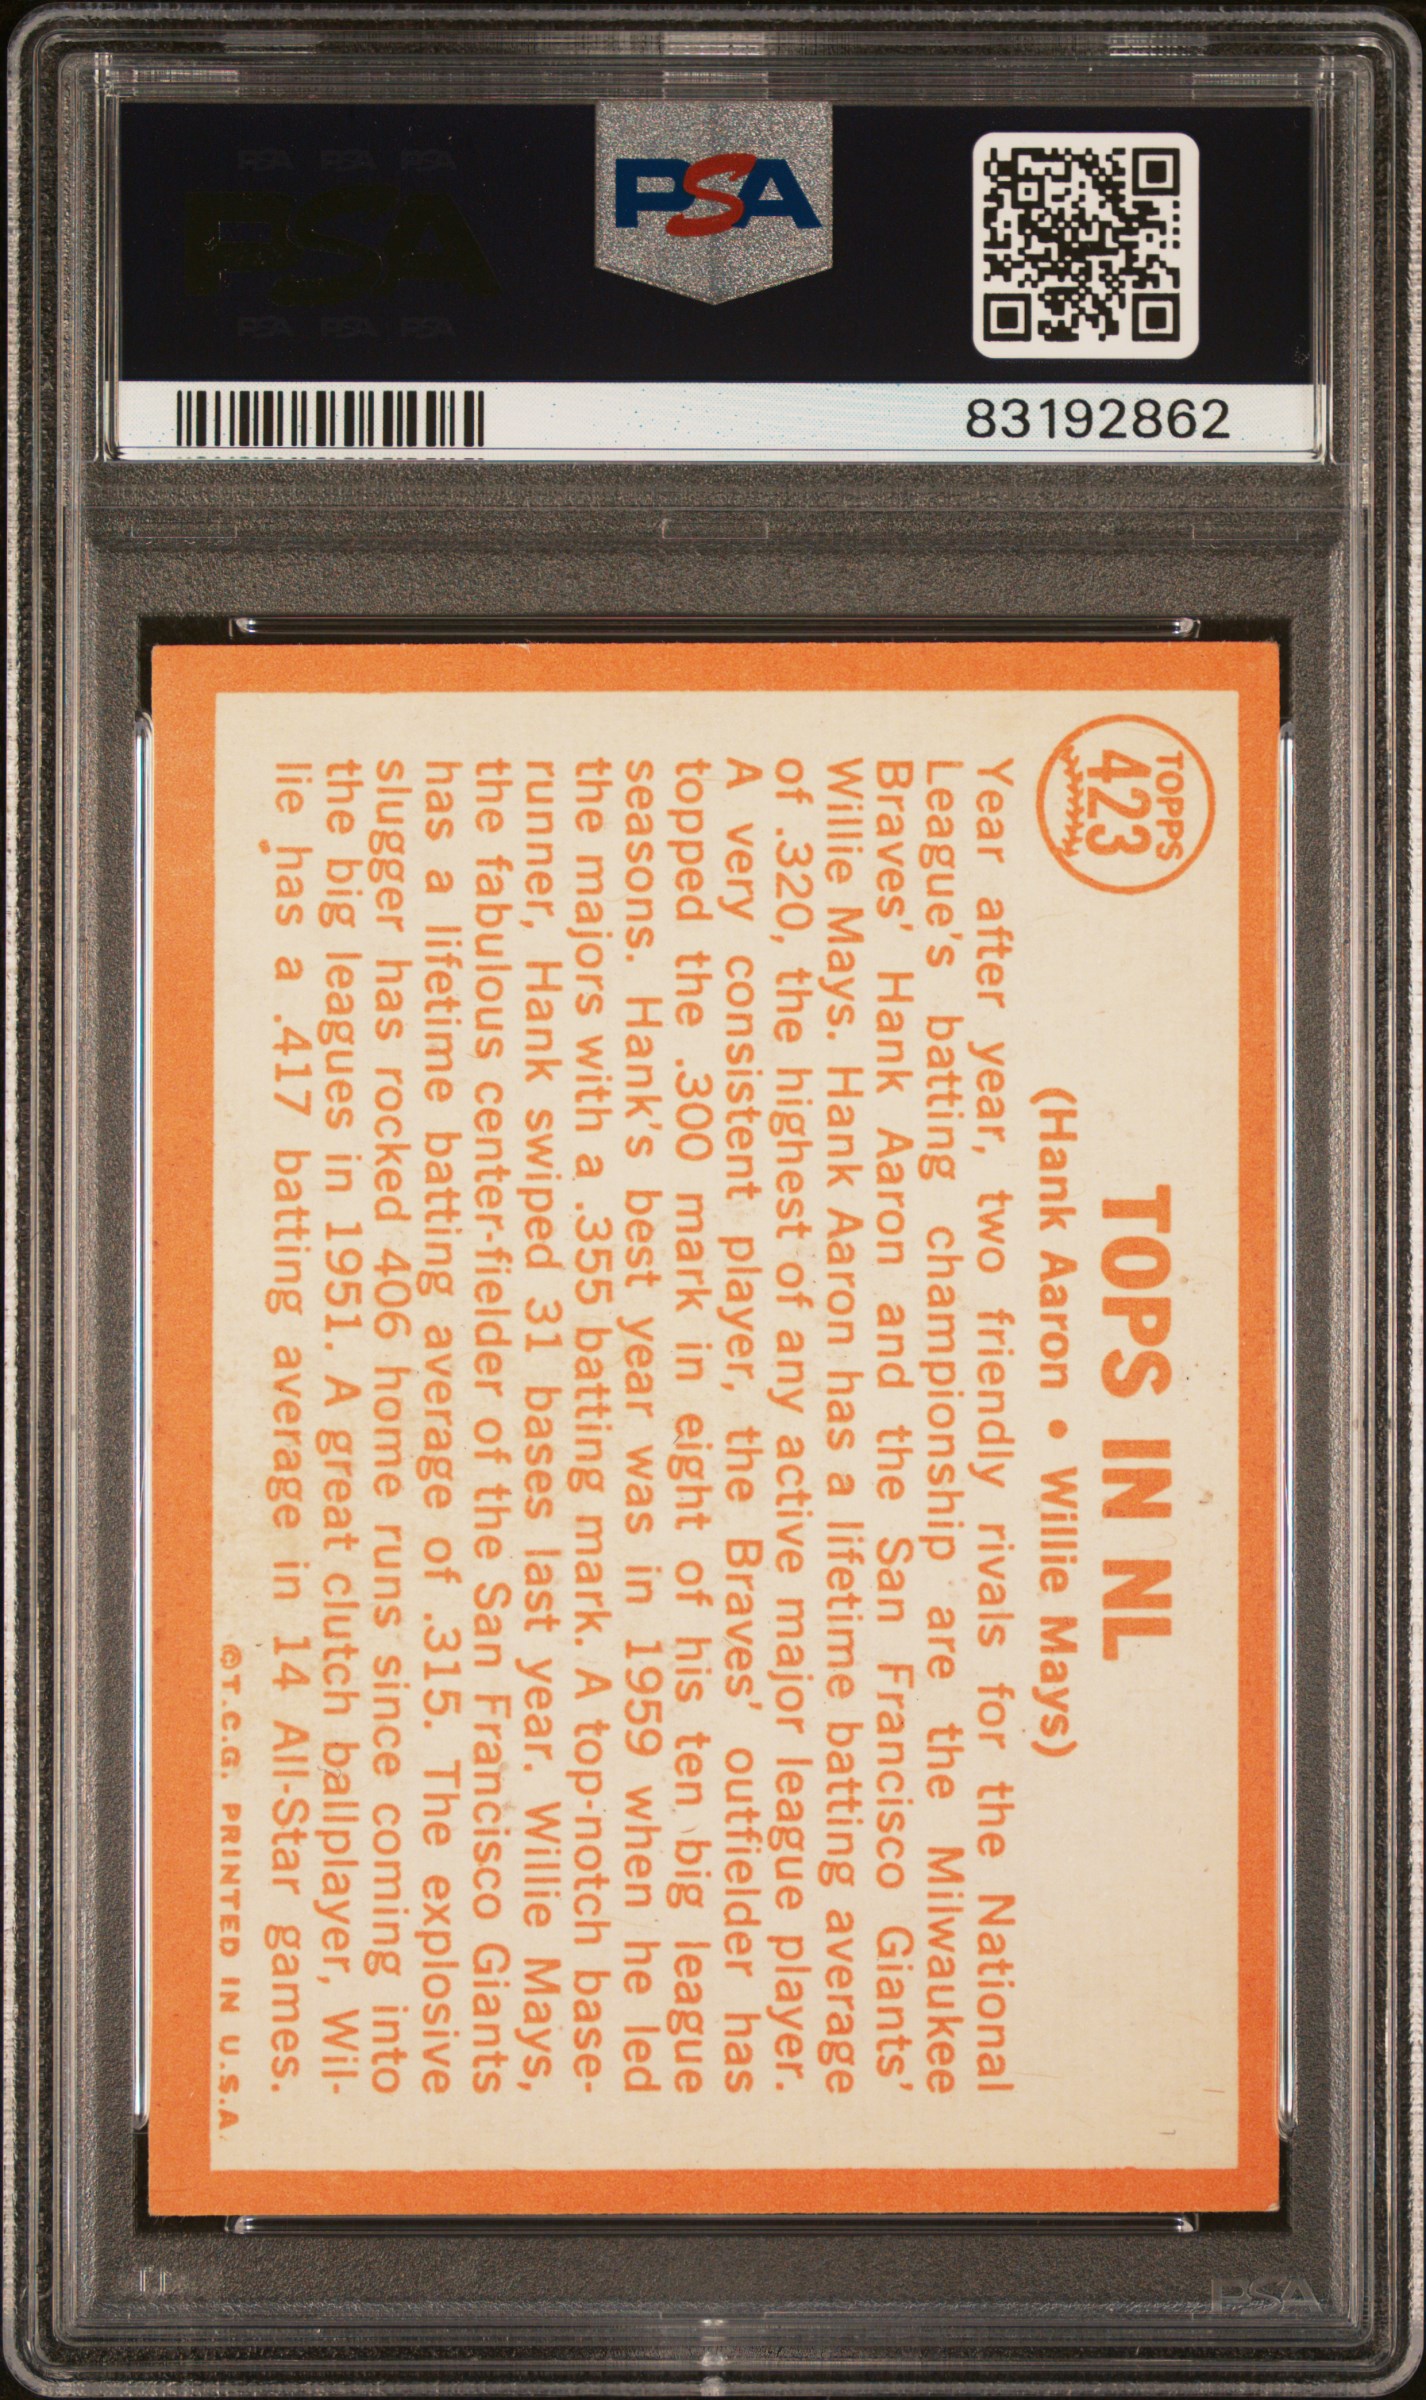 PSA PSA PSA
PSA
PSA PSA PSA
PSA
83192862
TOPPS
423
TOPS IN NL
(Hank Aaron • Willie Mays)
Year after year, two friendly rivals for the National
League's batting championship are the Milwaukee
Braves' Hank Aaron and the San Francisco Giants'
Willie Mays. Hank Aaron has a lifetime batting average
of .320, the highest of any active major league player.
A very consistent player, the Braves' outfielder has
topped the .300 mark in eight of his ten big league
seasons. Hank's best year was in 1959 when he led
the majors with a .355 batting mark. A top-notch base-
runner, Hank swiped 31 bases last year. Willie Mays,
the fabulous center-fielder of the San Francisco Giants
has a lifetime batting average of .315. The explosive
slugger has rocked 406 home runs since coming into
the big leagues in 1951. A great clutch ballplayer, Wil-
lie has a .417 batting average in 14 All-Star games.
©T.C.G. PRINTED IN U.S.A.
PSA